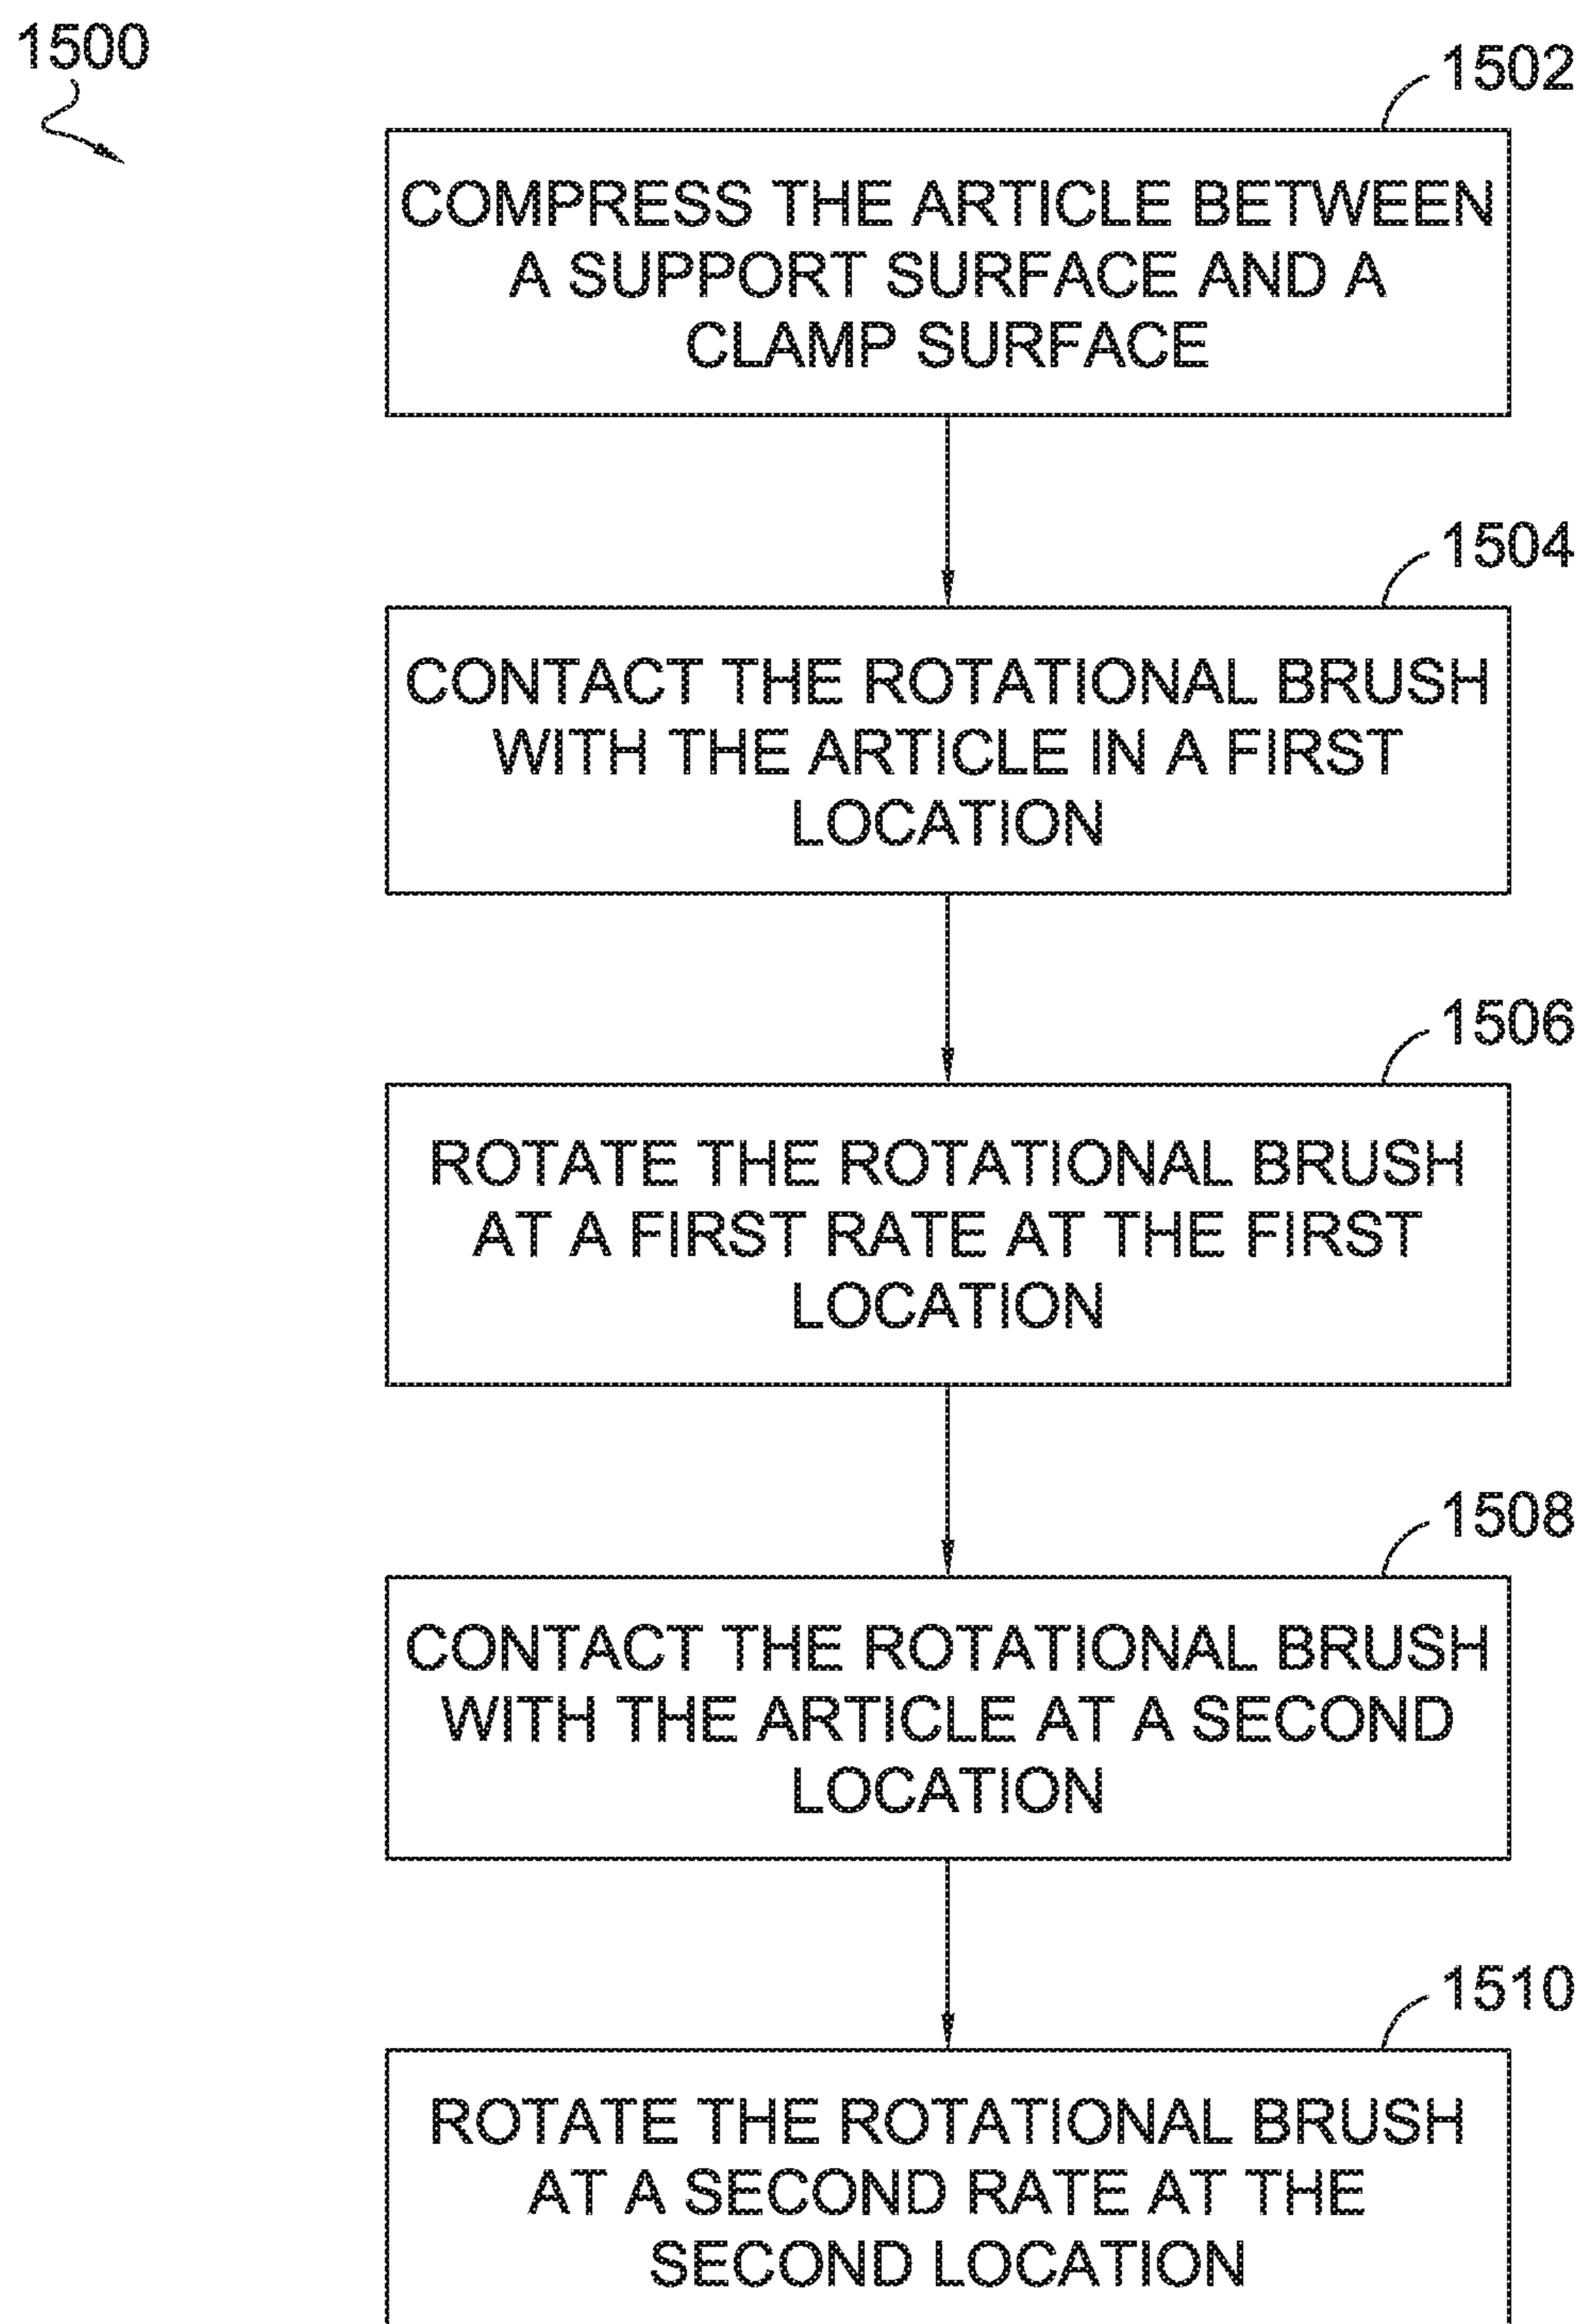 1500
1502
COMPRESS THE ARTICLE BETWEEN
A SUPPORT SURFACE AND A
CLAMP SURFACE
1504
CONTACT THE ROTATIONAL BRUSH
WITH THE ARTICLE IN A FIRST
LOCATION
1506
ROTATE THE ROTATIONAL BRUSH
AT A FIRST RATE AT THE FIRST
LOCATION
1508
CONTACT THE ROTATIONAL BRUSH
WITH THE ARTICLE AT A SECOND
LOCATION
1510
ROTATE THE ROTATIONAL BRUSH
AT A SECOND RATE AT THE
SECOND LOCATION